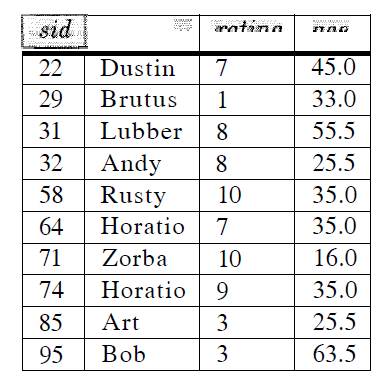 sid rating age
22 Dustin 7 45.0
29 Brutus 1 33.0
31 Lubber 8 55.5
32 Andy 8 25.5
58 Rusty 10 35.0
64 Horatio 7 35.0
71 Zorba 10 16.0
74 Horatio 9 35.0
85 Art 3 25.5
95 Bob 3 63.5